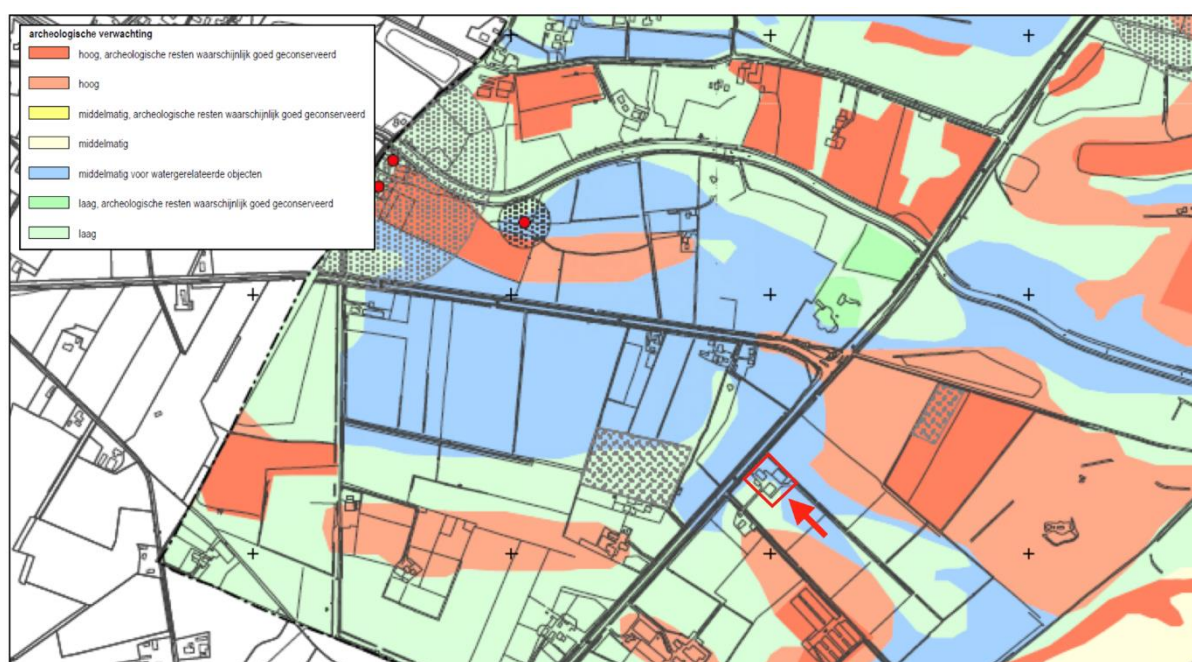 archeologische verwachting
hoog, archeologische resten waarschijnlijk goed geconserveerd
hoog
middelmatig, archeologische resten waarschijnlijk goed geconserveerd
middelmatig
middelmatig voor watergerelateerde objecten
laag, archeologische resten waarschijnlijk goed geconserveerd
laag